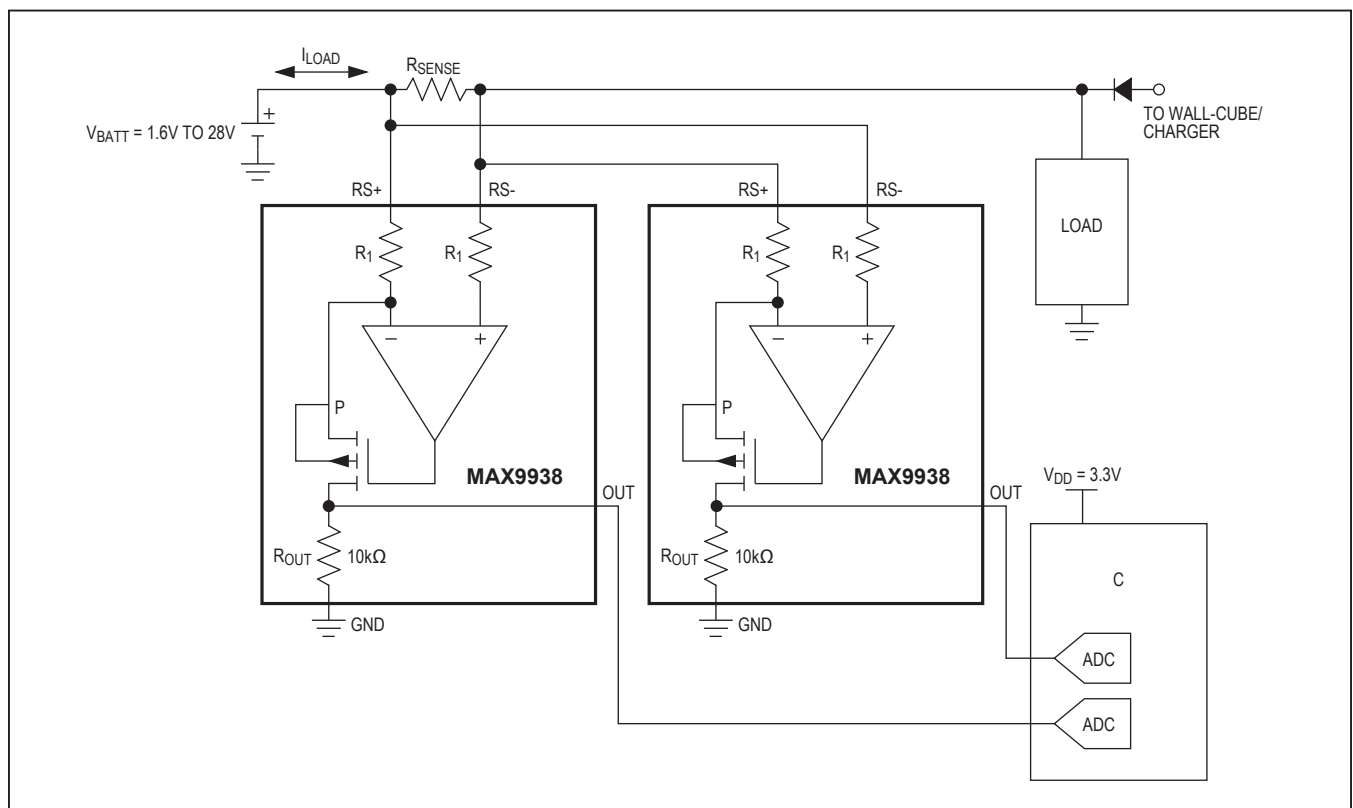 I_LOAD
R_SENSE
+
V_BATT = 1.6V TO 28V
TO WALL-CUBE/
CHARGER
RS+
RS-
RS+
RS-
LOAD
R_1
R_1
R_1
R_1
− +
− +
P
P
MAX9938
MAX9938
V_DD = 3.3V
OUT
OUT
R_OUT 10kΩ
R_OUT 10kΩ
C
GND
GND
ADC
ADC